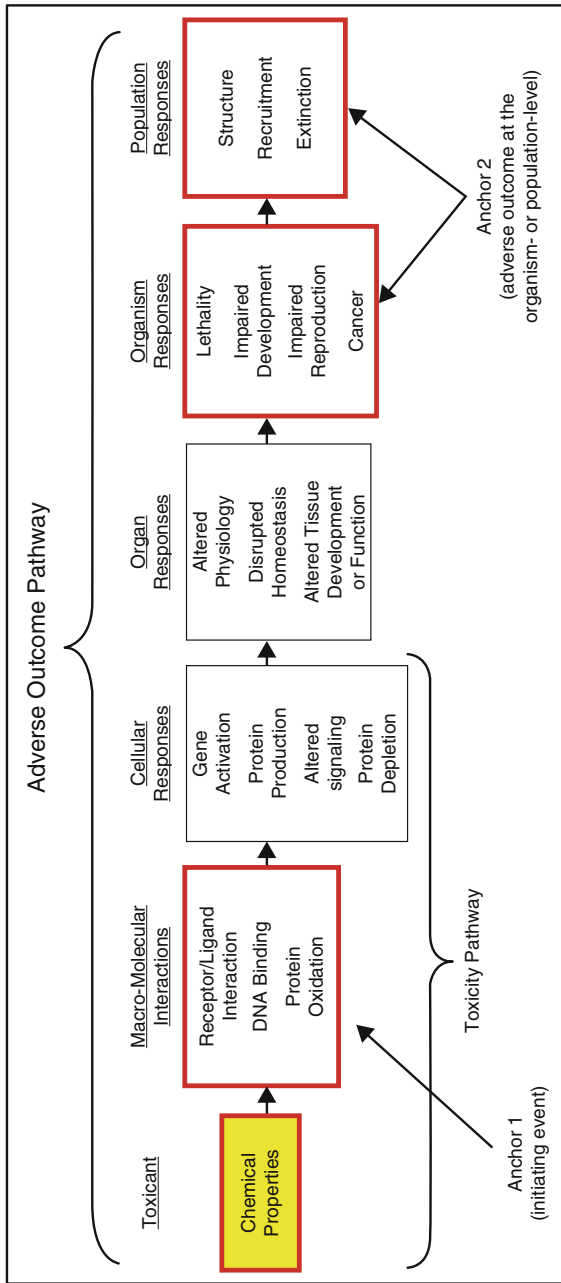 Adverse Outcome Pathway
Toxicant
Chemical
Properties
Macro-Molecular
Interactions
Receptor/Ligand
Interaction
DNA Binding
Protein
Oxidation
Cellular
Responses
Gene
Activation
Protein
Production
Altered
signaling
Protein
Depletion
Organ
Responses
Altered
Physiology
Disrupted
Homeostasis
Altered Tissue
Development
or Function
Organism
Responses
Lethality
Impaired
Development
Impaired
Reproduction
Cancer
Population
Responses
Structure
Recruitment
Extinction
Toxicity Pathway
Anchor 1
(initiating event)
Anchor 2
(adverse outcome at the
organism- or population-level)